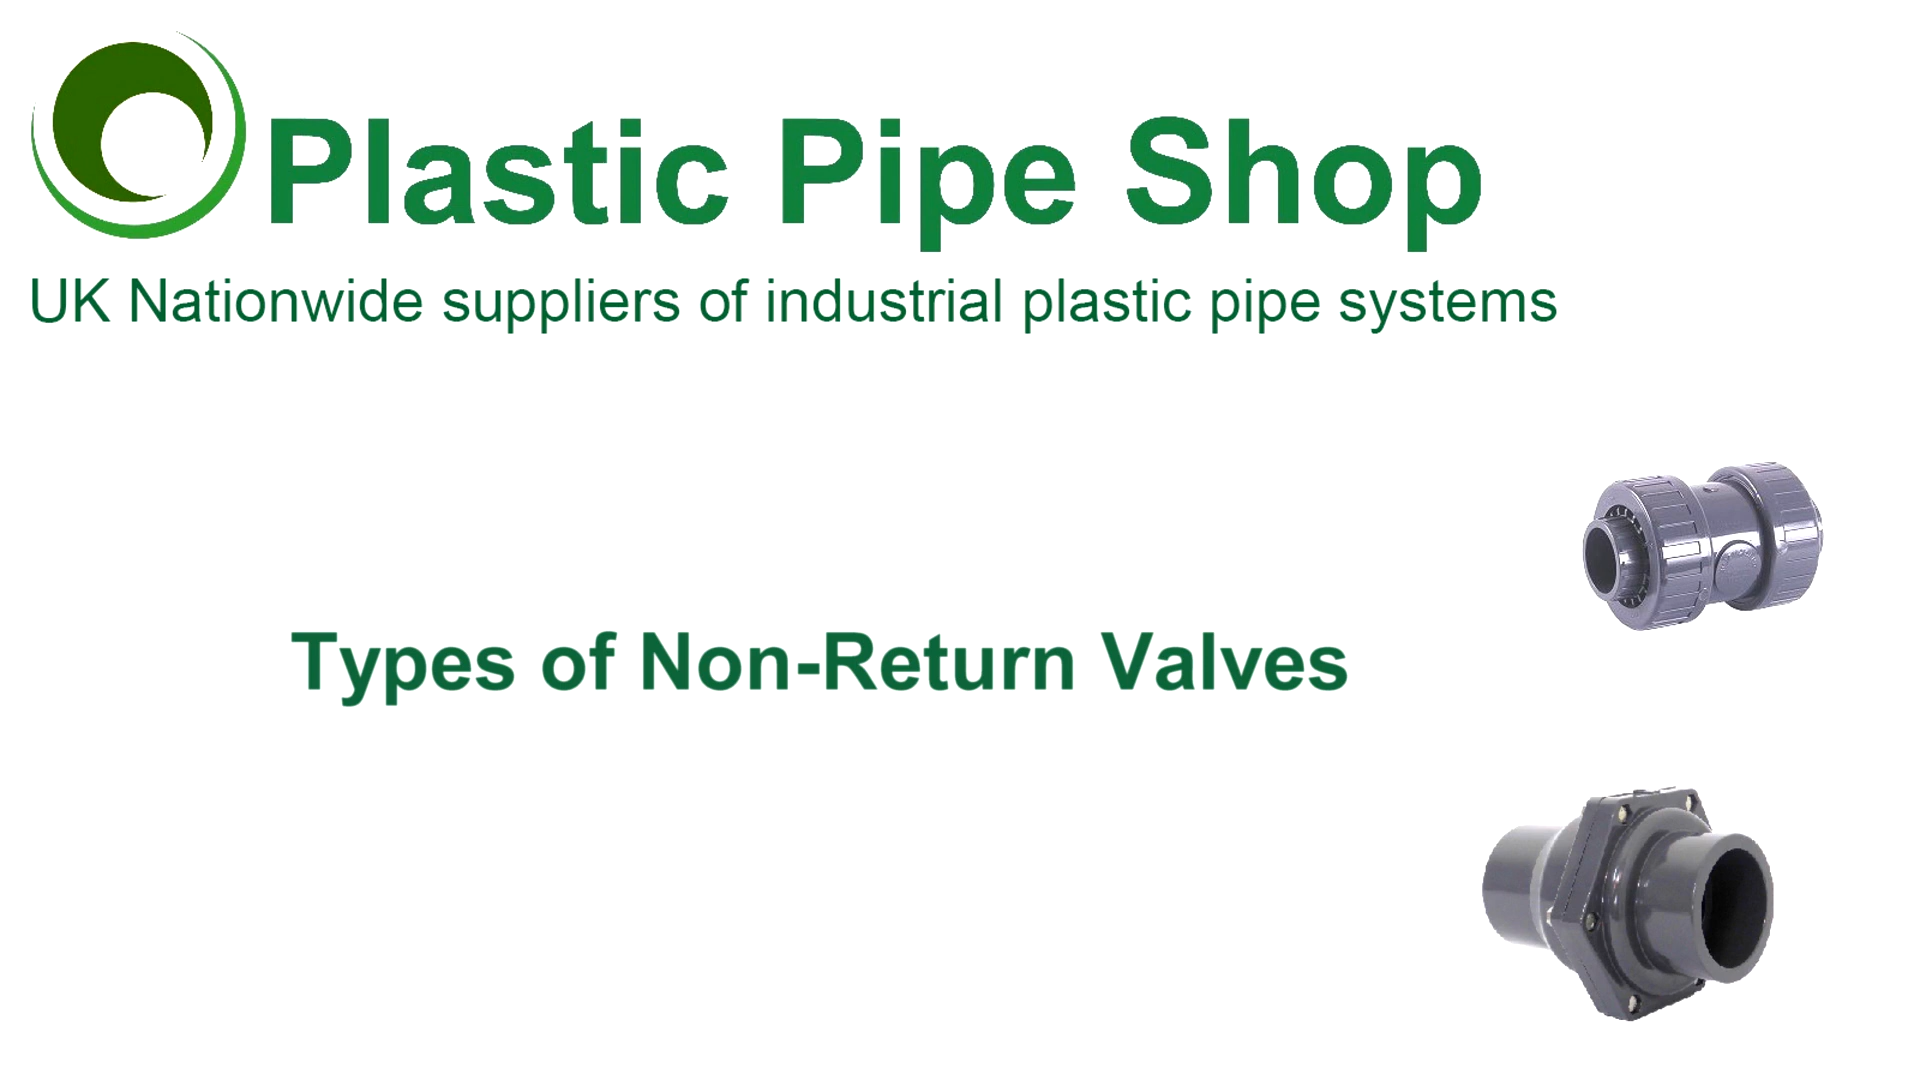 Plastic Pipe Shop
UK Nationwide suppliers of industrial plastic pipe systems
Types of Non-Return Valves